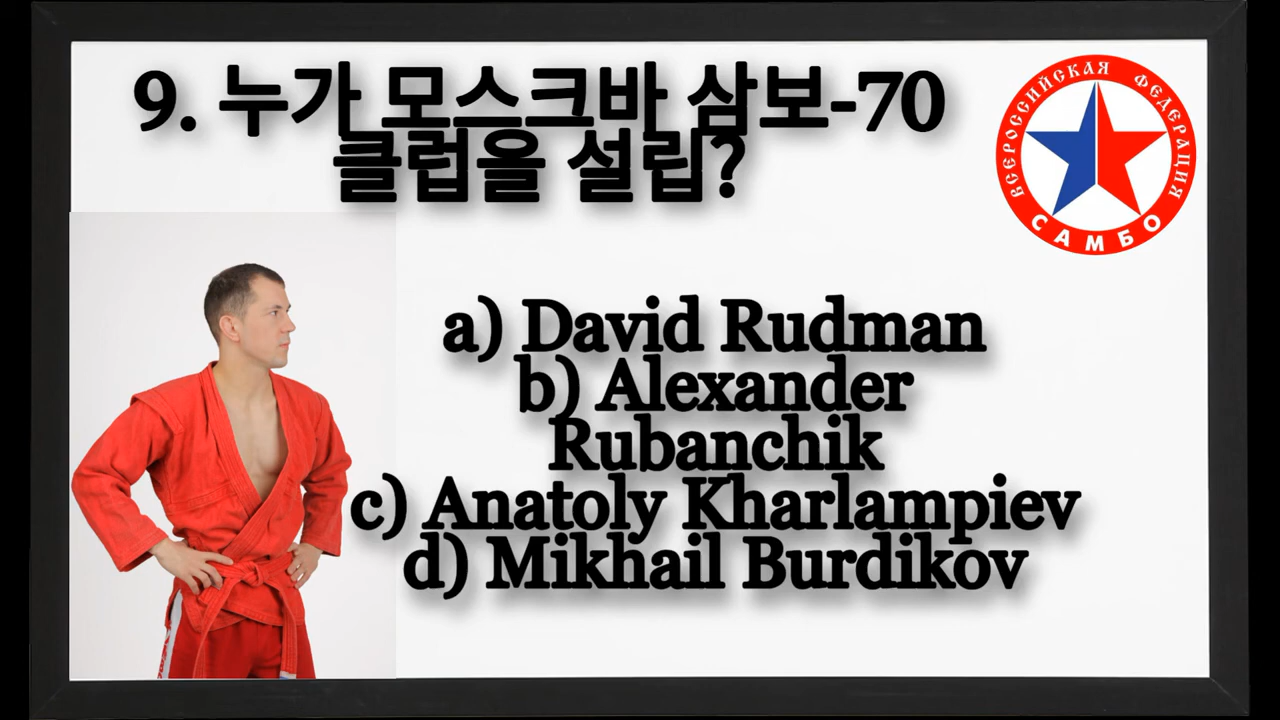 9. 누가 모스크바 삼보-70
클럽을 설립?
ВСЕРОССИЙСКАЯ ФЕДЕРАЦИЯ
САМБО
a) David Rudman
b) Alexander
Rubanchik
c) Anatoly Kharlampiev
d) Mikhail Burdikov